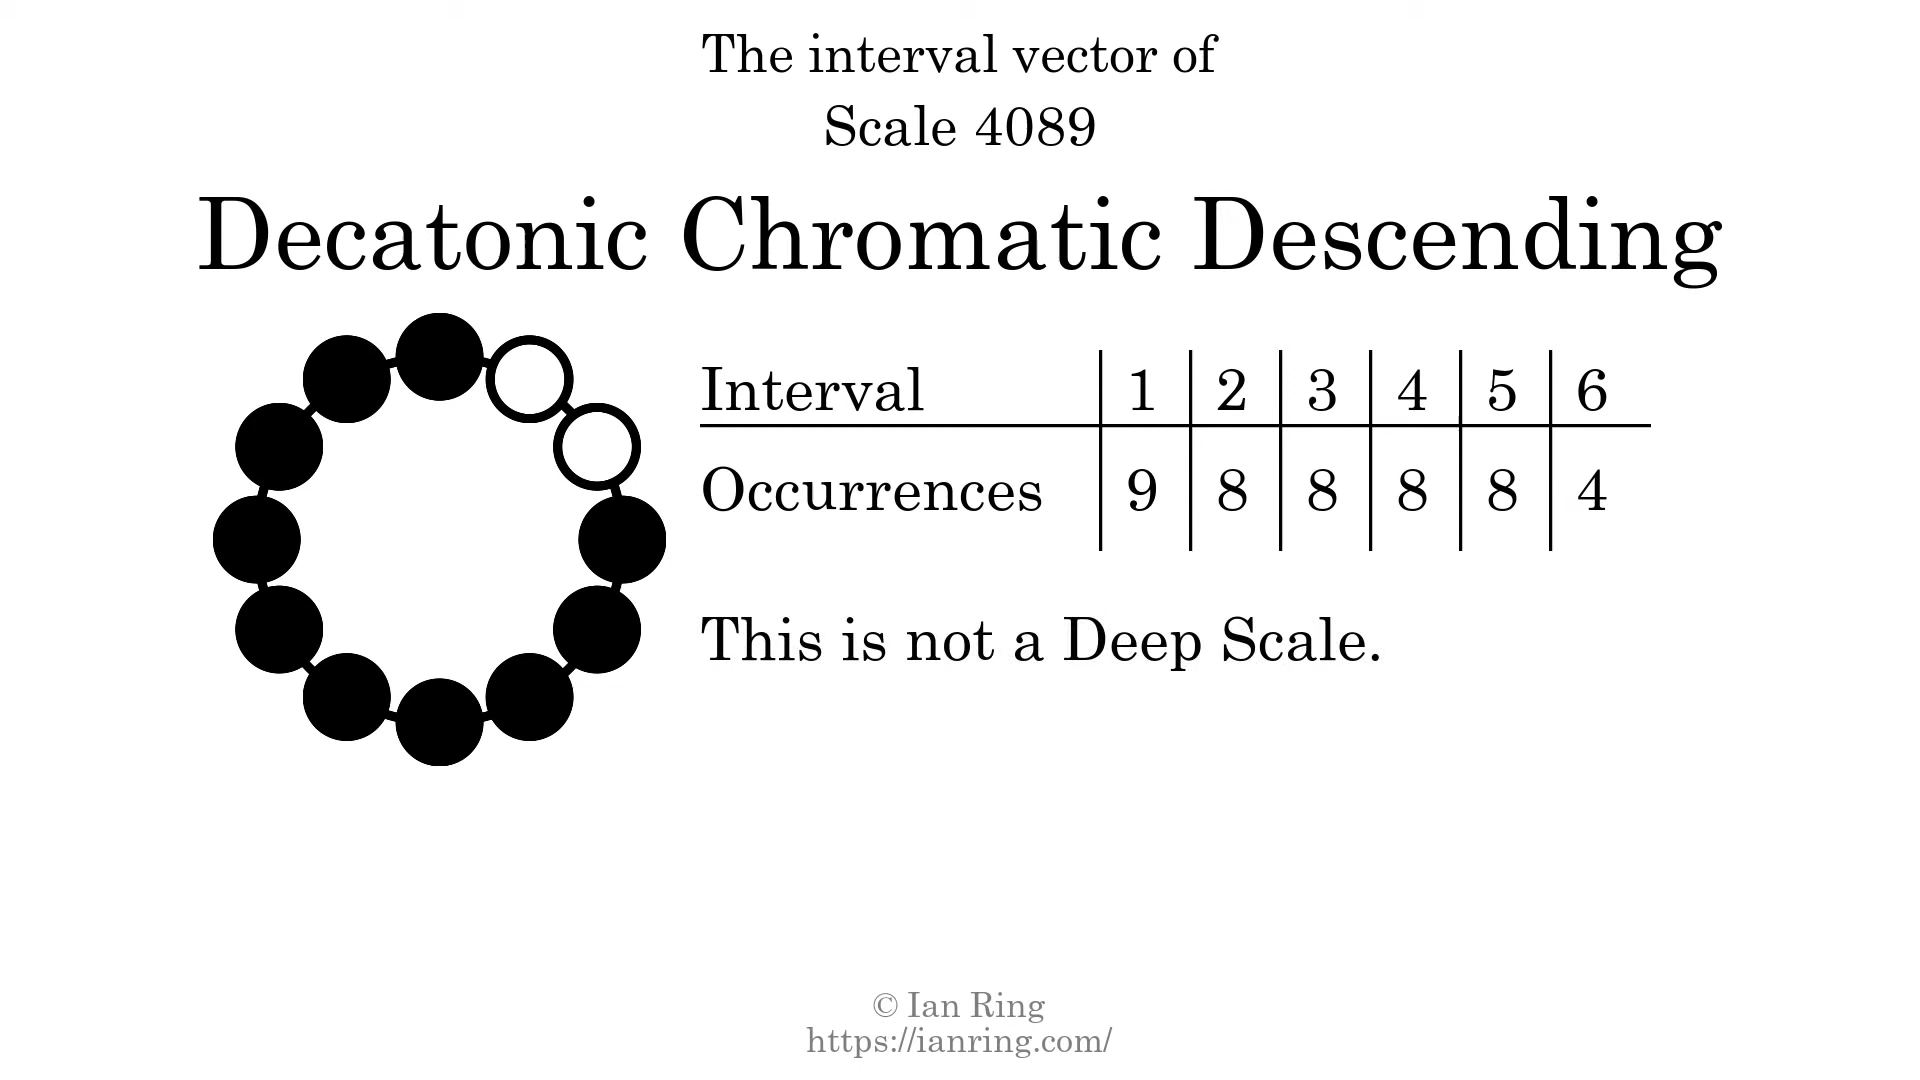 The interval vector of
Scale 4089
Decatonic Chromatic Descending
Interval 1 2 3 4 5 6
Occurrences 9 8 8 8 8 4
This is not a Deep Scale.
© Ian Ring
https://ianring.com/